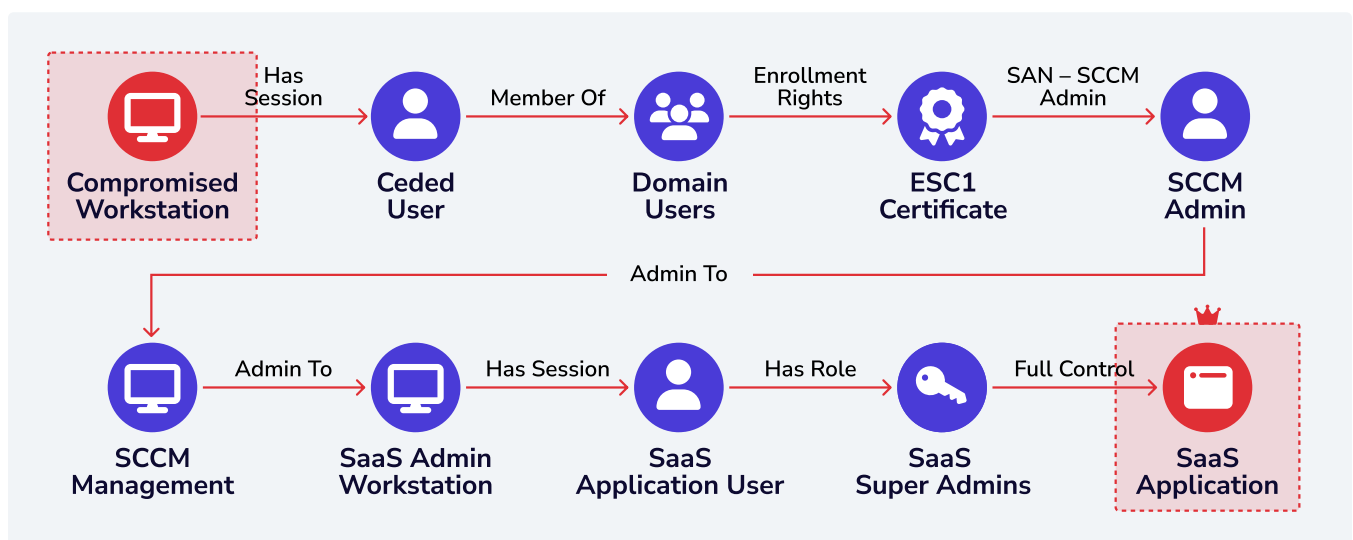 Has
Session
Member Of
Enrollment
Rights
SAN – SCCM
Admin
Compromised
Workstation
Ceded
User
Domain
Users
ESC1
Certificate
SCCM
Admin
Admin To
Admin To
Has Session
Has Role
Full Control
SCCM
Management
SaaS Admin
Workstation
SaaS
Application User
SaaS
Super Admins
SaaS
Application